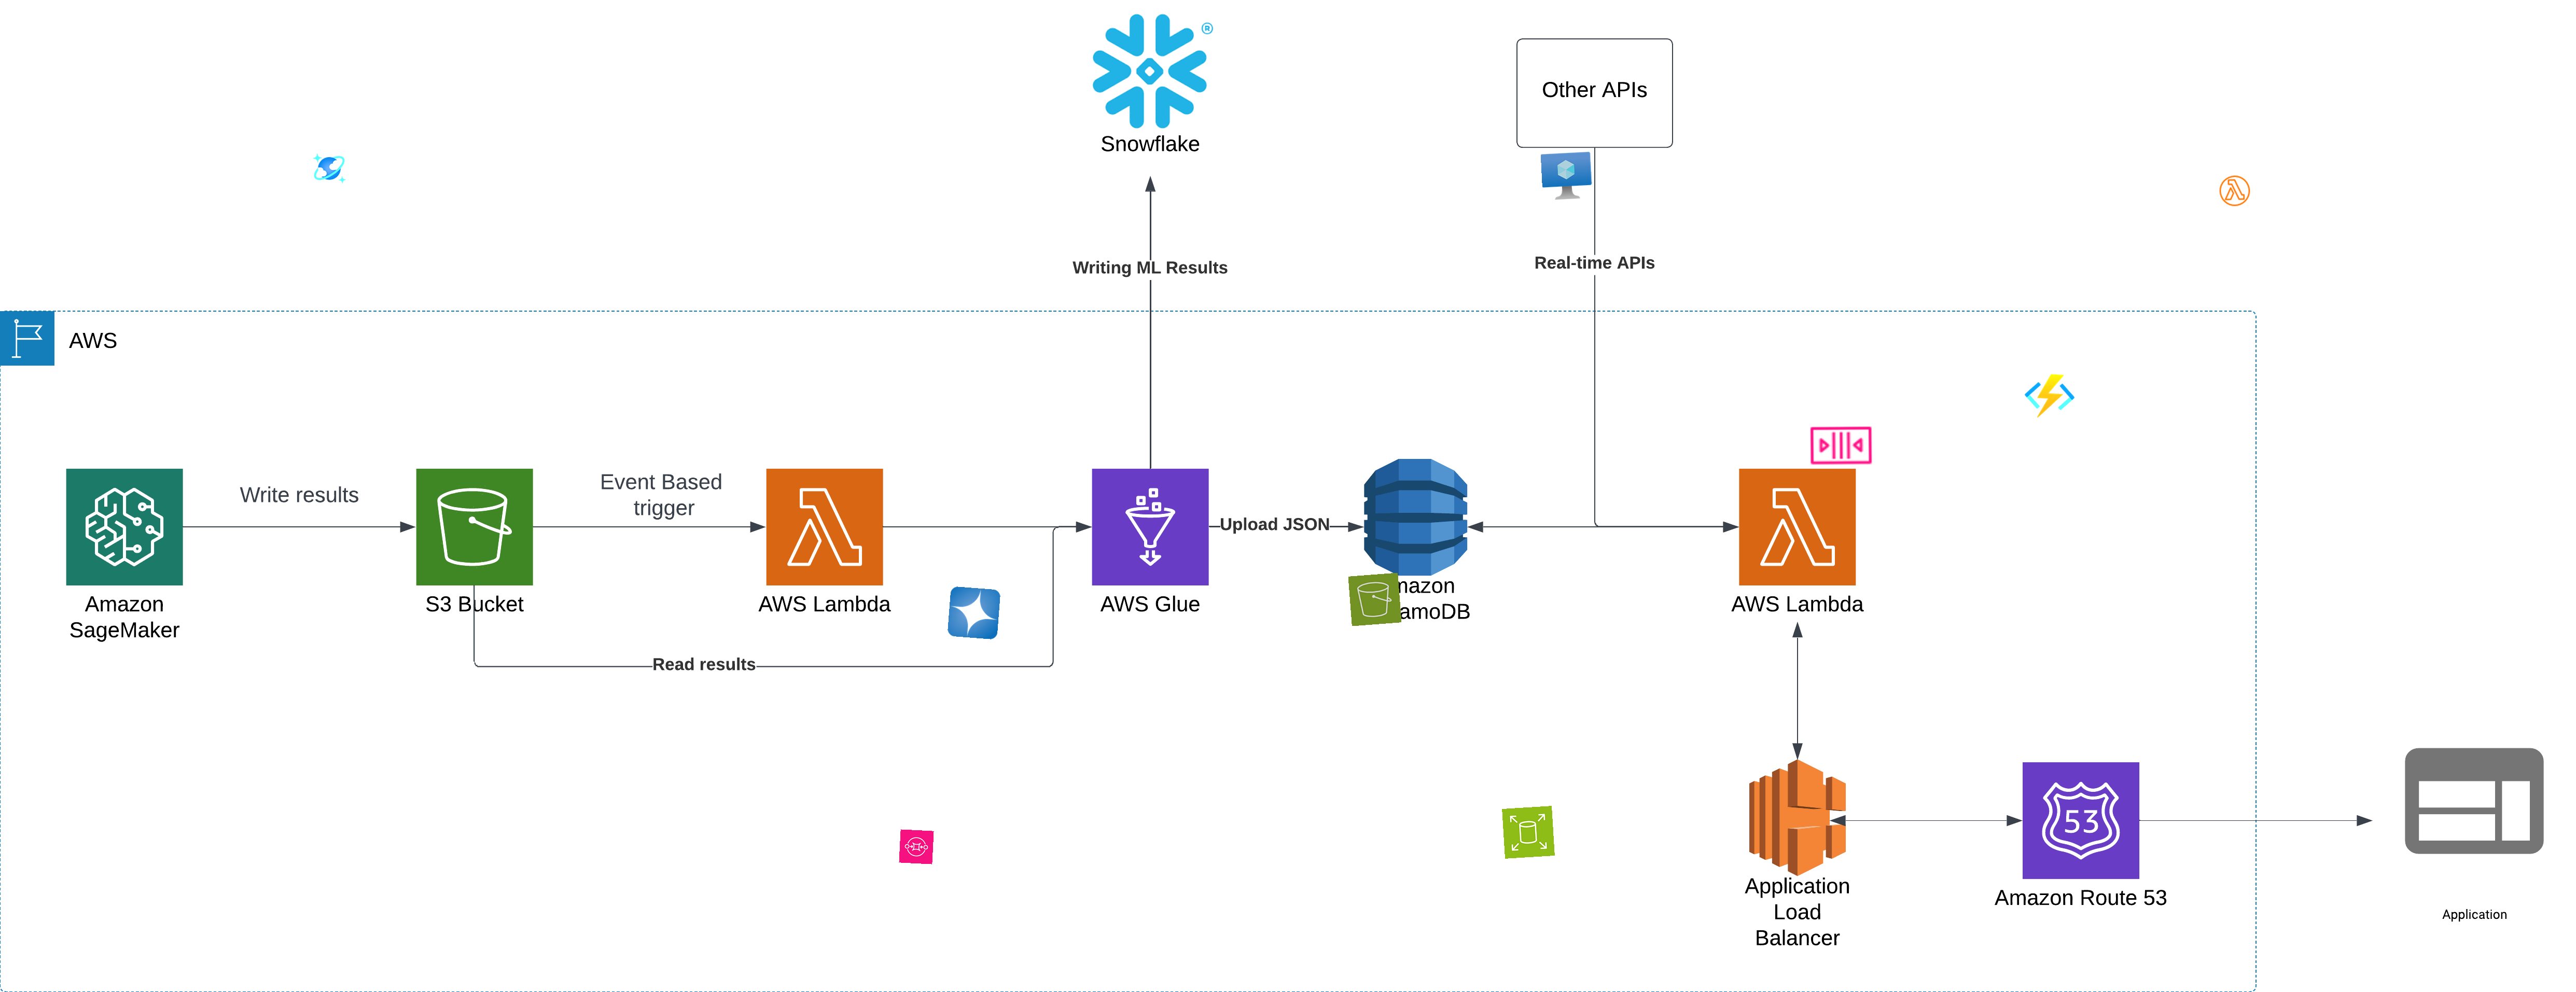 ®
Snowflake
Other APIs
Writing ML Results
Real-time APIs
AWS
Write results
Event Based
trigger
Upload JSON
Amazon
SageMaker
S3 Bucket
AWS Lambda
AWS Glue
mazon
amoDB
AWS Lambda
Read results
53
Application
Load
Balancer
Amazon Route 53
Application